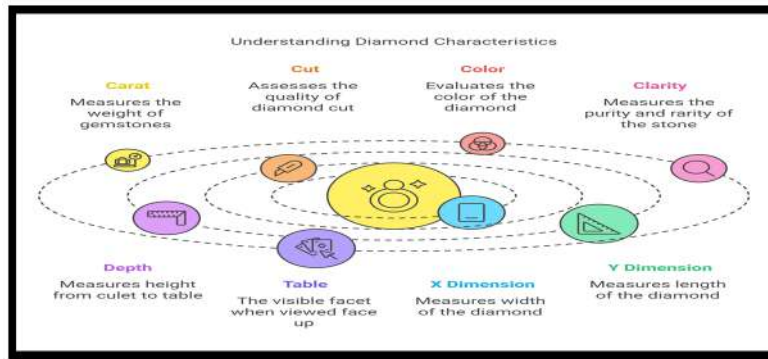 Understanding Diamond Characteristics
Carat
Measures the
weight of
gemstones
Cut
Assesses the
quality of
diamond cut
Color
Evaluates the
color of the
diamond
Clarity
Measures the
purity and rarity of
the stone
Depth
Measures height
from culet to table
Table
The visible facet
when viewed face
up
X Dimension
Measures width
of the diamond
Y Dimension
Measures length
of the diamond